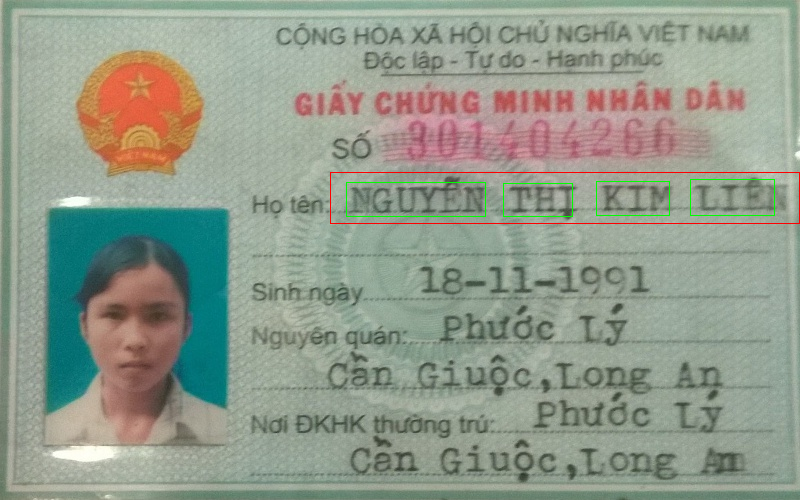 CỘNG HÒA XÃ HỘI CHỦ NGHĨA VIỆT NAM
Độc lập - Tự do - Hạnh phúc
GIẤY CHỨNG MINH NHÂN DÂN
SỐ 301404266
Họ tên: NGUYỄN THỊ KIM LIÊN
Sinh ngày 18-11-1991
Nguyên quán: Phước Lý
Cần Giuộc,Long An
Nơi ĐKHK thường trú: Phước Lý
Cần Giuộc,Long An
VIỆT NAM